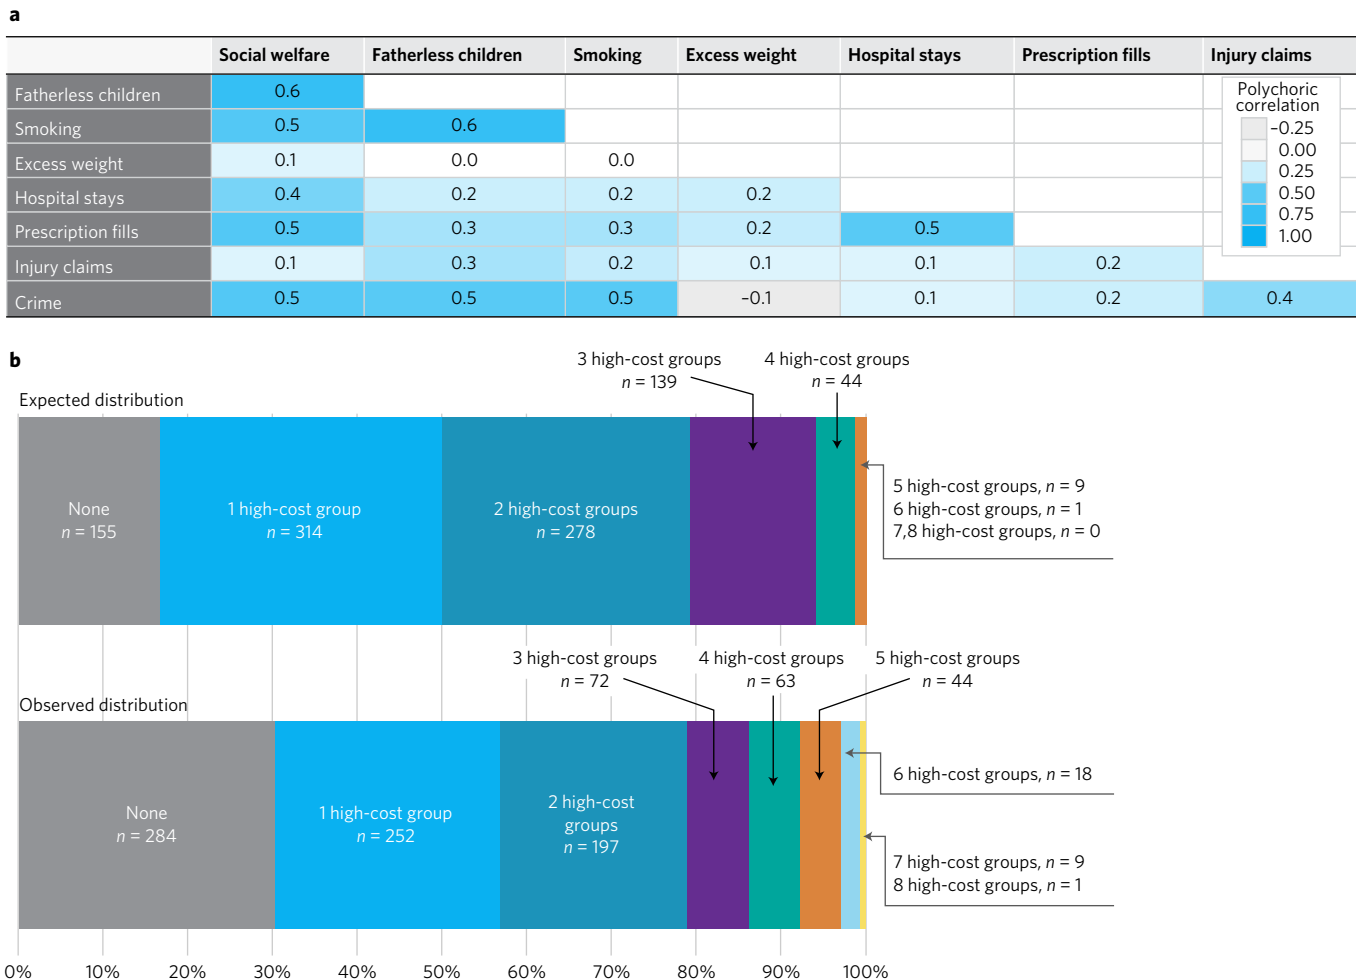 a
Social welfare Fatherless children Smoking Excess weight Hospital stays Prescription fills Injury claims
Fatherless children 0.6
Smoking 0.5 0.6
Excess weight 0.1 0.0 0.0
Hospital stays 0.4 0.2 0.2 0.2
Prescription fills 0.5 0.3 0.3 0.2 0.5
Injury claims 0.1 0.3 0.2 0.1 0.1 0.2
Crime 0.5 0.5 0.5 –0.1 0.1 0.2 0.4
Polychoric
correlation
–0.25
0.00
0.25
0.50
0.75
1.00
b
Expected distribution
3 high-cost groups
n = 139
4 high-cost groups
n = 44
None
n = 155
1 high-cost group
n = 314
2 high-cost groups
n = 278
5 high-cost groups, n = 9
6 high-cost groups, n = 1
7,8 high-cost groups, n = 0
Observed distribution
3 high-cost groups
n = 72
4 high-cost groups
n = 63
5 high-cost groups
n = 44
None
n = 284
1 high-cost group
n = 252
2 high-cost
groups
n = 197
6 high-cost groups, n = 18
7 high-cost groups, n = 9
8 high-cost groups, n = 1
0% 10% 20% 30% 40% 50% 60% 70% 80% 90% 100%